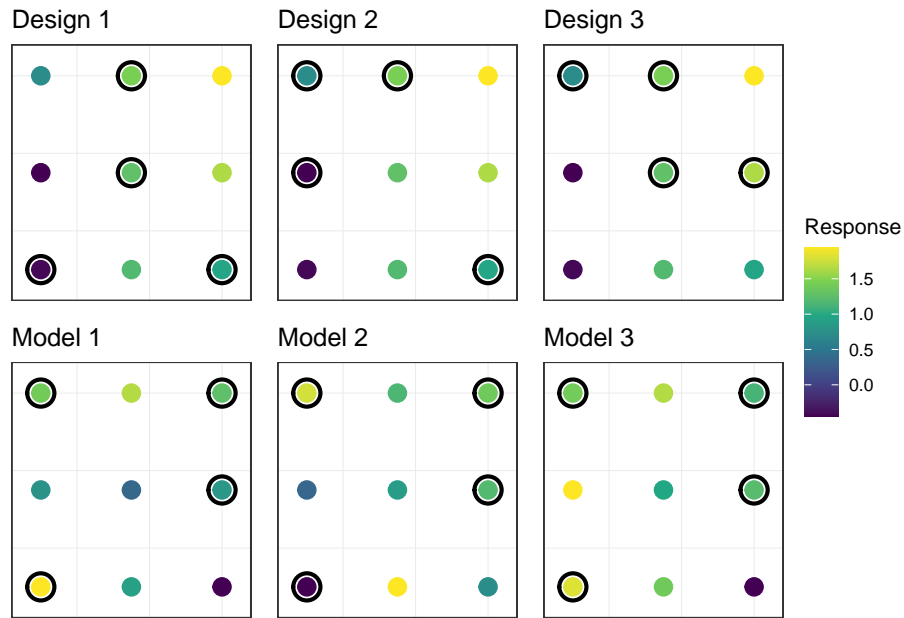 Design 1
Design 2
Design 3
Response
1.5
1.0
0.5
0.0
Model 1
Model 2
Model 3